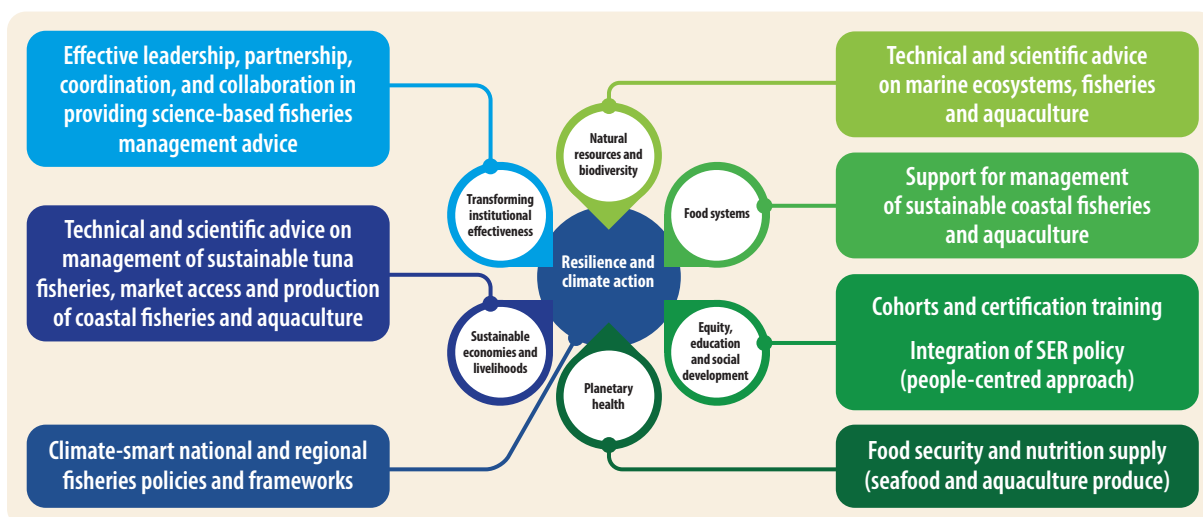 Effective leadership, partnership,
coordination, and collaboration in
providing science-based fisheries
management advice
Technical and scientific advice on
management of sustainable tuna
fisheries, market access and production
of coastal fisheries and aquaculture
Climate-smart national and regional
fisheries policies and frameworks
Natural
resources and
biodiversity
Transforming
institutional
effectiveness
Food systems
Resilience and
climate action
Sustainable
economies and
livelihoods
Equity,
education
and social
development
Planetary
health
Technical and scientific advice
on marine ecosystems, fisheries
and aquaculture
Support for management
of sustainable coastal fisheries
and aquaculture
Cohorts and certification training
Integration of SER policy
(people-centred approach)
Food security and nutrition supply
(seafood and aquaculture produce)